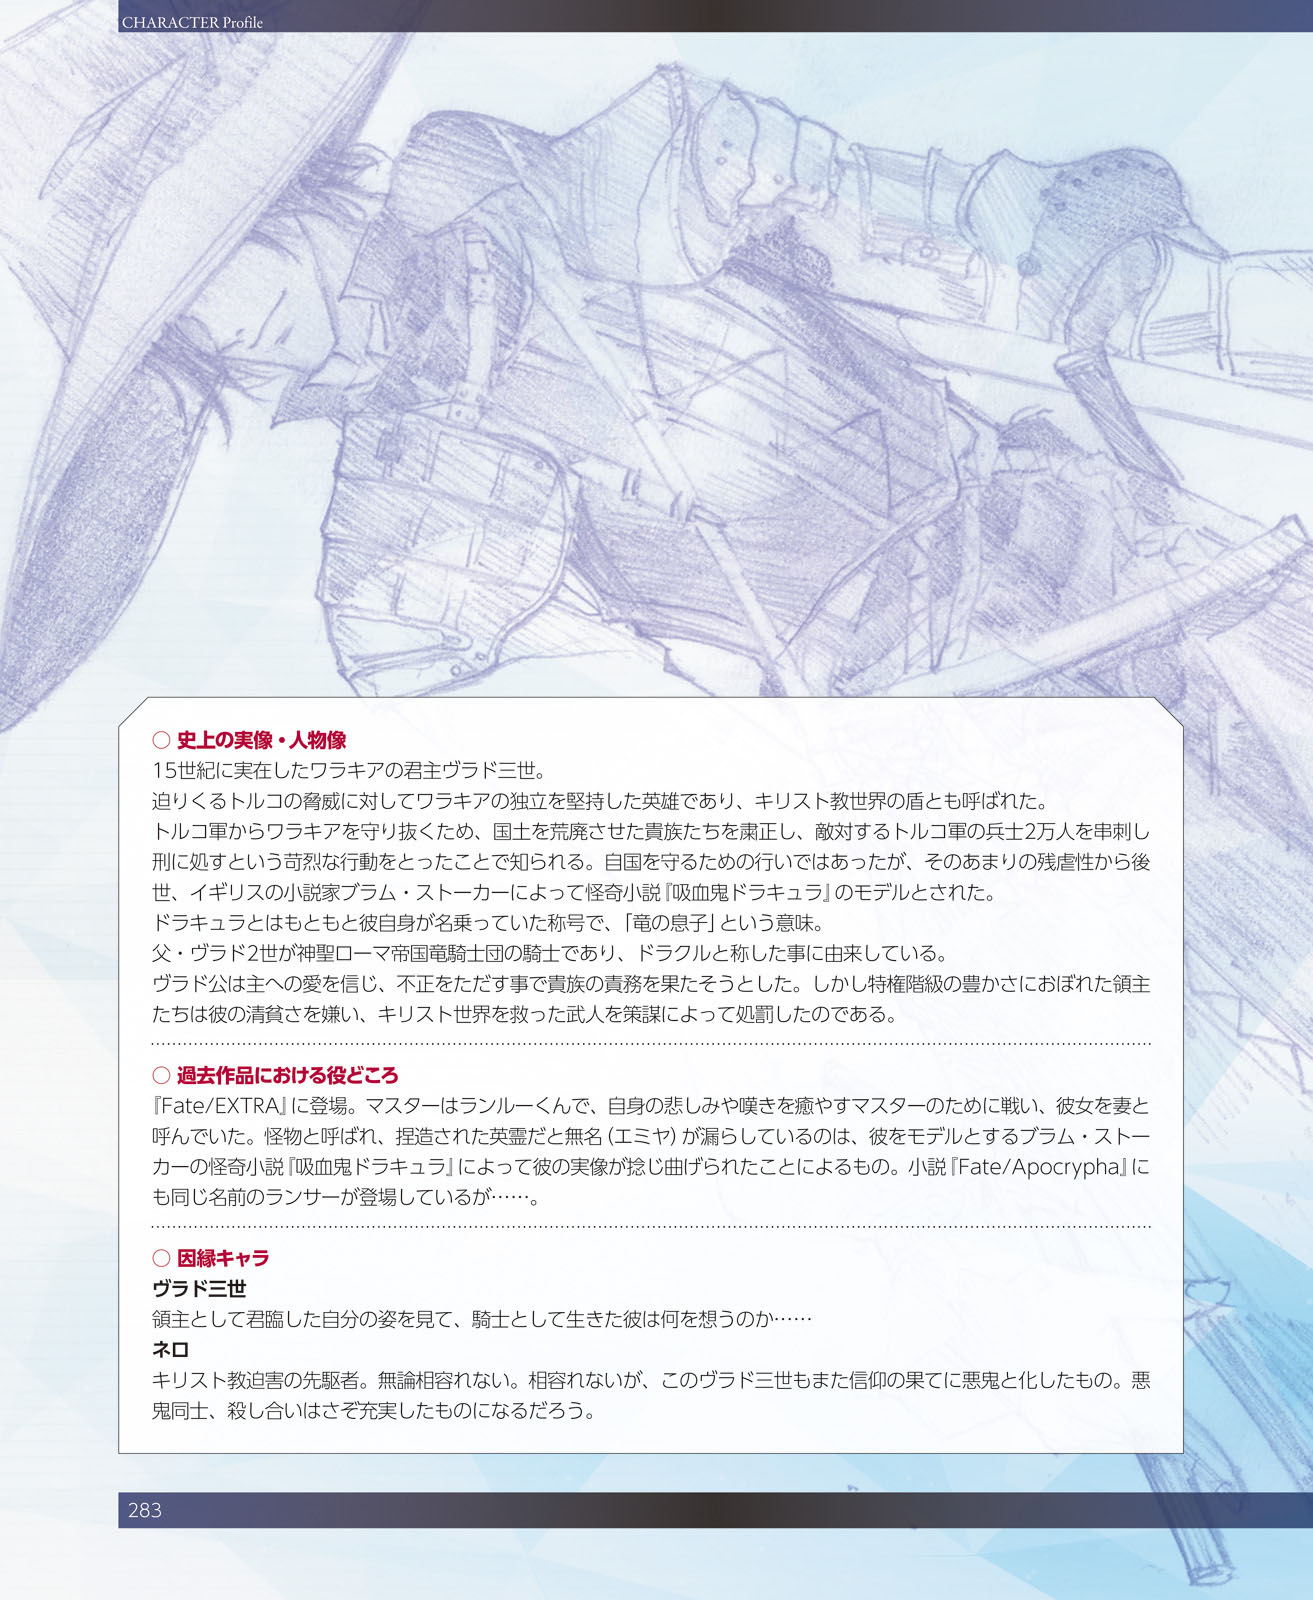 CHARACTER Profile
○ 史上の実像・人物像
15世紀に実在したワラキアの君主ヴラド三世。
迫りくるトルコの脅威に対してワラキアの独立を堅持した英雄であり、キリスト教世界の盾とも呼ばれた。
トルコ軍からワラキアを守り抜くため、国土を荒廃させた貴族たちを粛正し、敵対するトルコ軍の兵士2万人を串刺し
刑に処すという苛烈な行動をとったことで知られる。自国を守るための行いではあったが、そのあまりの残虐性から後
世、イギリスの小説家ブラム・ストーカーによって怪奇小説『吸血鬼ドラキュラ』のモデルとされた。
ドラキュラとはもともと彼自身が名乗っていた称号で、「竜の息子」という意味。
父・ヴラド2世が神聖ローマ帝国竜騎士団の騎士であり、ドラクルと称した事に由来している。
ヴラド公は主への愛を信じ、不正をただす事で貴族の責務を果たそうとした。しかし特権階級の豊かさにおぼれた領主
たちは彼の清貧さを嫌い、キリスト世界を救った武人を策謀によって処罰したのである。
○ 過去作品における役どころ
『Fate/EXTRA』に登場。マスターはランルーくんで、自身の悲しみや嘆きを癒やすマスターのために戦い、彼女を妻と
呼んでいた。怪物と呼ばれ、捏造された英霊だと無名（エミヤ）が漏らしているのは、彼をモデルとするブラム・ストー
カーの怪奇小説『吸血鬼ドラキュラ』によって彼の実像が捻じ曲げられたことによるもの。小説『Fate/Apocrypha』に
も同じ名前のランサーが登場しているが……。
○ 因縁キャラ
ヴラド三世
領主として君臨した自分の姿を見て、騎士として生きた彼は何を想うのか……
ネロ
キリスト教迫害の先駆者。無論相容れない。相容れないが、このヴラド三世もまた信仰の果てに悪鬼と化したもの。悪
鬼同士、殺し合いはさぞ充実したものになるだろう。
283